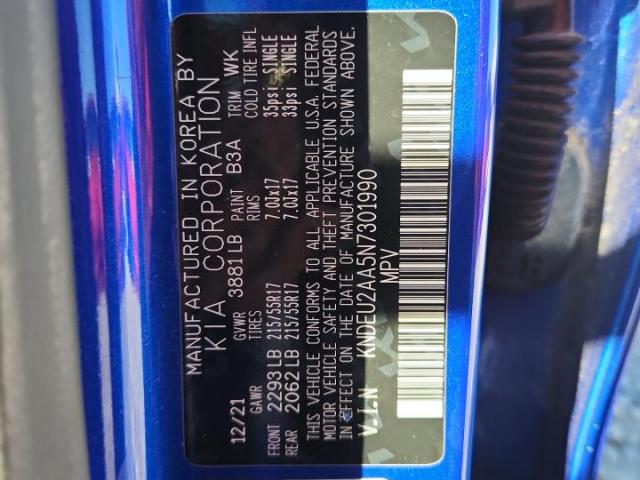 MANUFACTURED IN KOREA BY
KIA CORPORATION
12/21 GVWR 3881 LB PAINT B3A TRIM WK
GAWR TIRES RIMS COLD TIRE INFL
FRONT 2293 LB 215/55R17 7.0JX17 35psi SINGLE
REAR 2062 LB 215/55R17 7.0JX17 33psi SINGLE
THIS VEHICLE CONFORMS TO ALL APPLICABLE U.S.A. FEDERAL
MOTOR VEHICLE SAFETY AND THEFT PREVENTION STANDARDS
IN EFFECT ON THE DATE OF MANUFACTURE SHOWN ABOVE.
V.I.N KNDEU2AA5N7301990
MPV